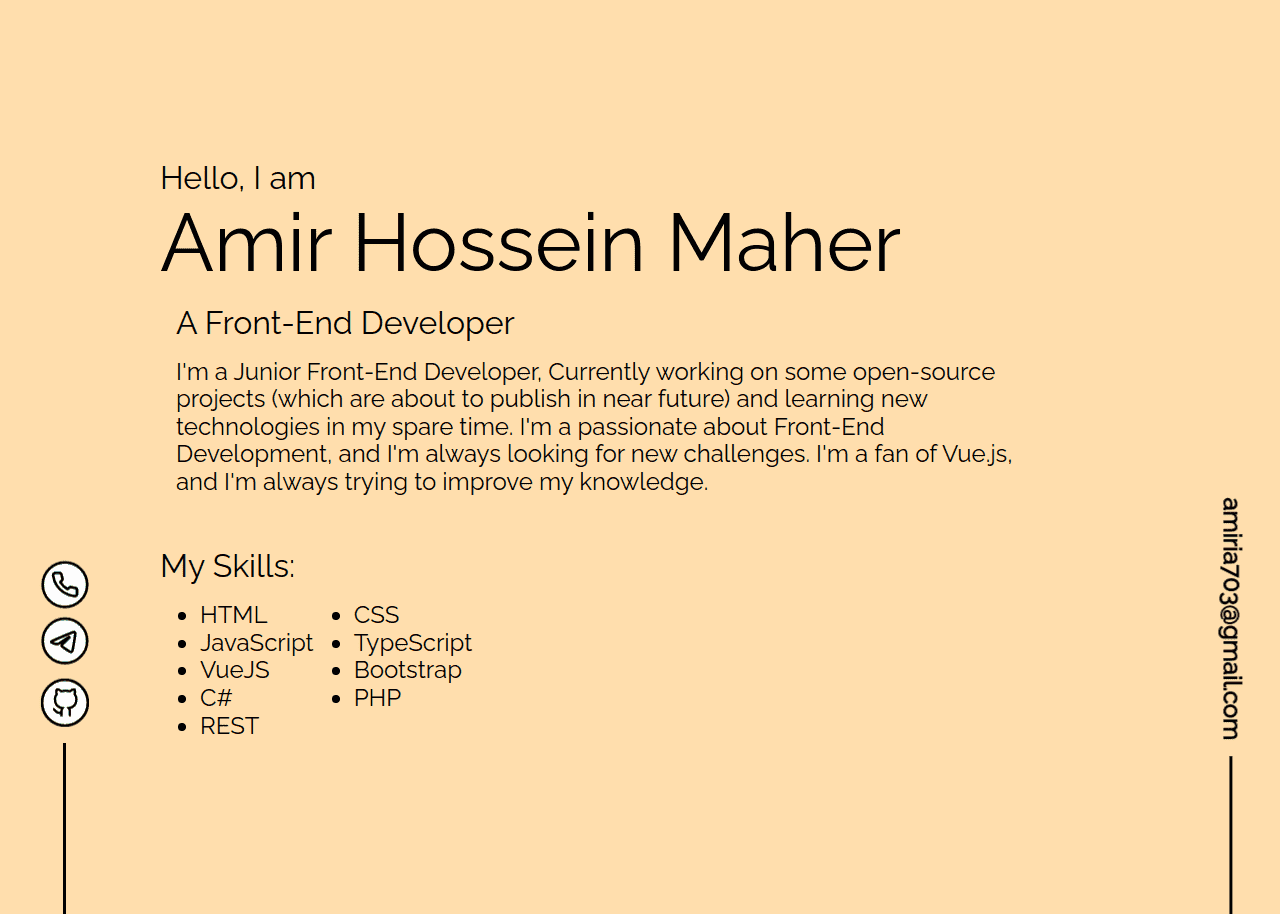 Hello, I am
Amir Hossein Maher
A Front-End Developer
I'm a Junior Front-End Developer, Currently working on some open-source
projects (which are about to publish in near future) and learning new
technologies in my spare time. I'm a passionate about Front-End
Development, and I'm always looking for new challenges. I'm a fan of Vue.js,
and I'm always trying to improve my knowledge.
My Skills:
HTML
JavaScript
VueJS
C#
REST
CSS
TypeScript
Bootstrap
PHP
amiria703@gmail.com